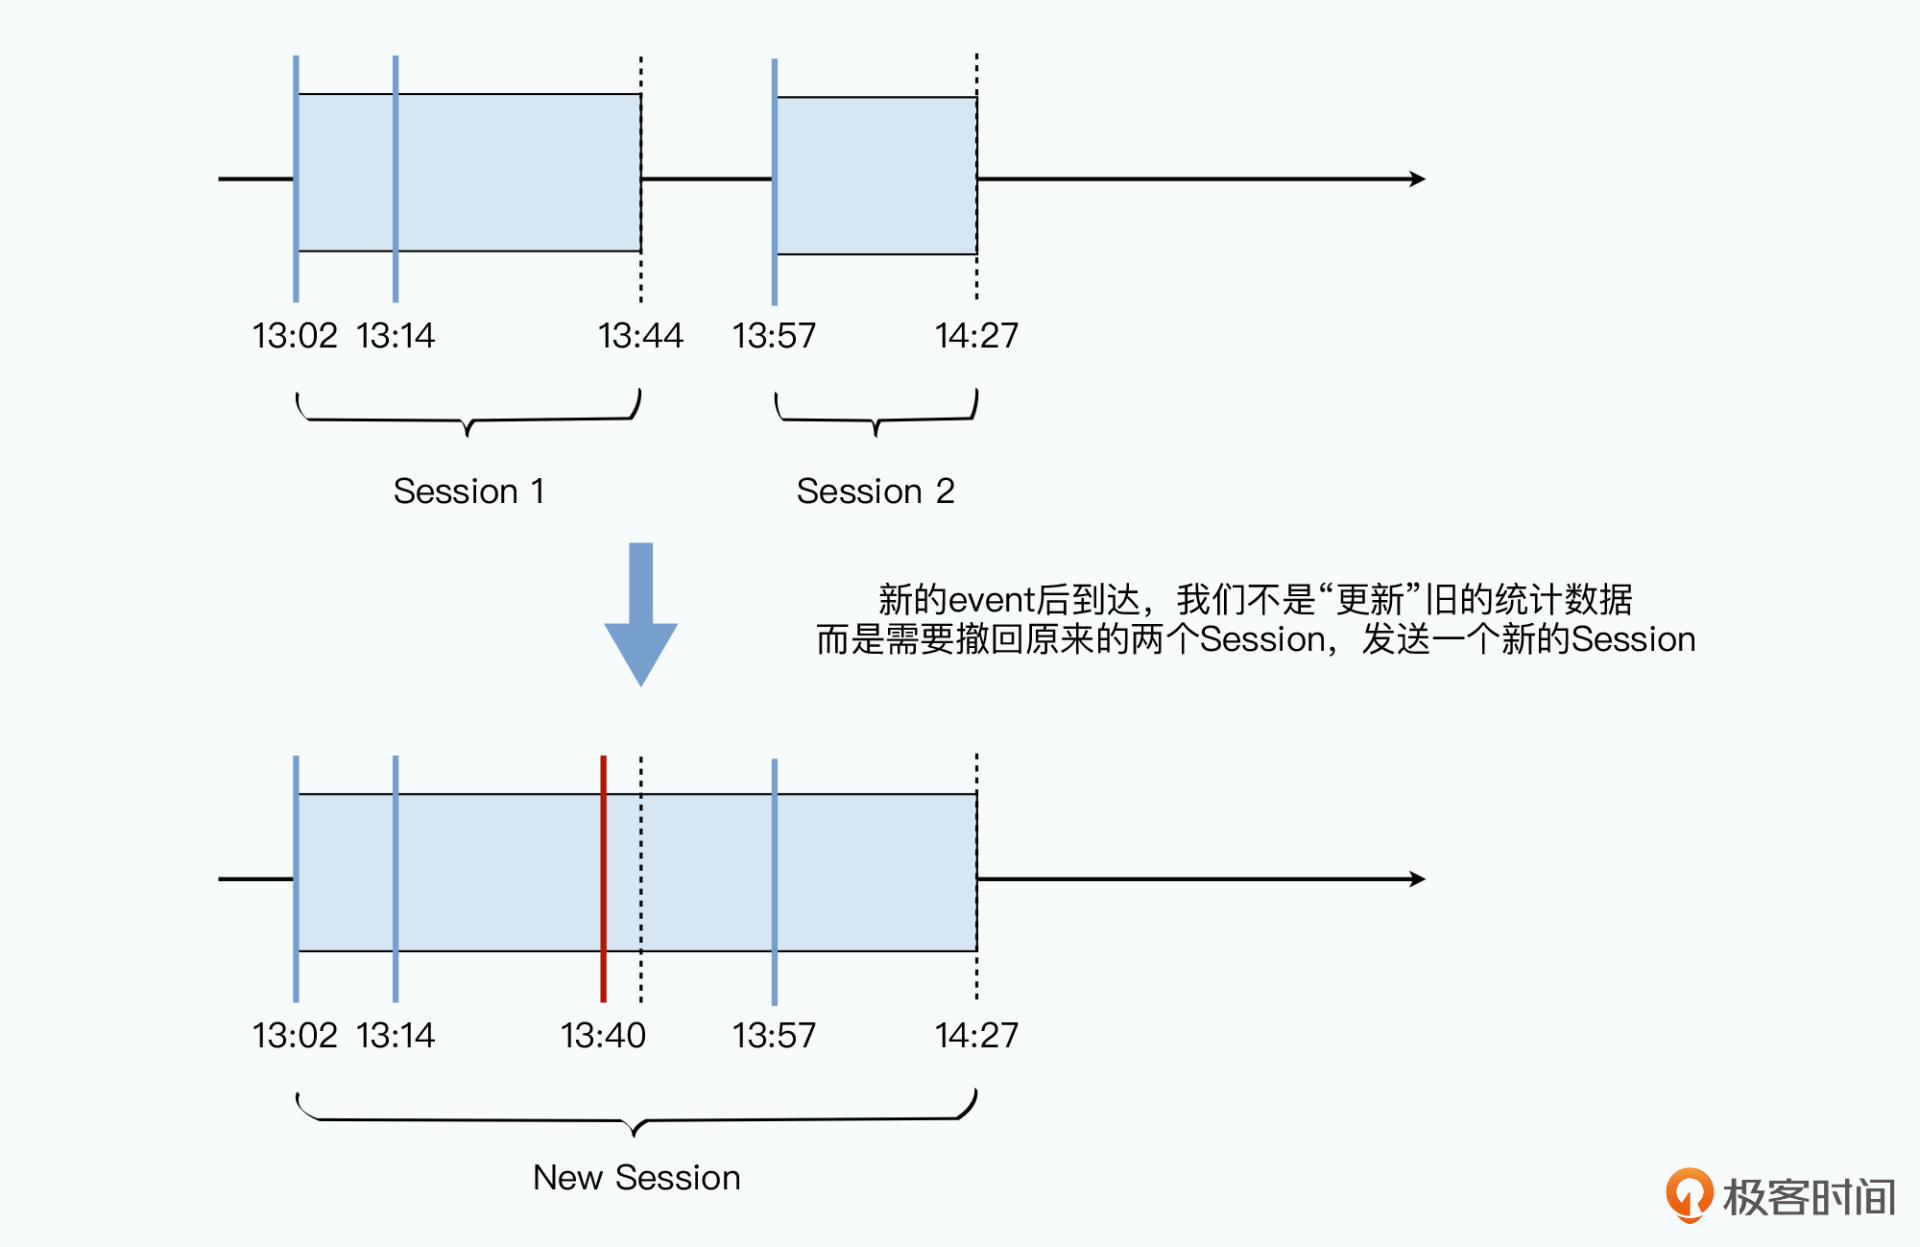 13:02 13:14 13:44 13:57 14:27
Session 1 Session 2
新的event后到达，我们不是“更新”旧的统计数据
而是需要撤回原来的两个Session，发送一个新的Session
13:02 13:14 13:40 13:57 14:27
New Session
极客时间